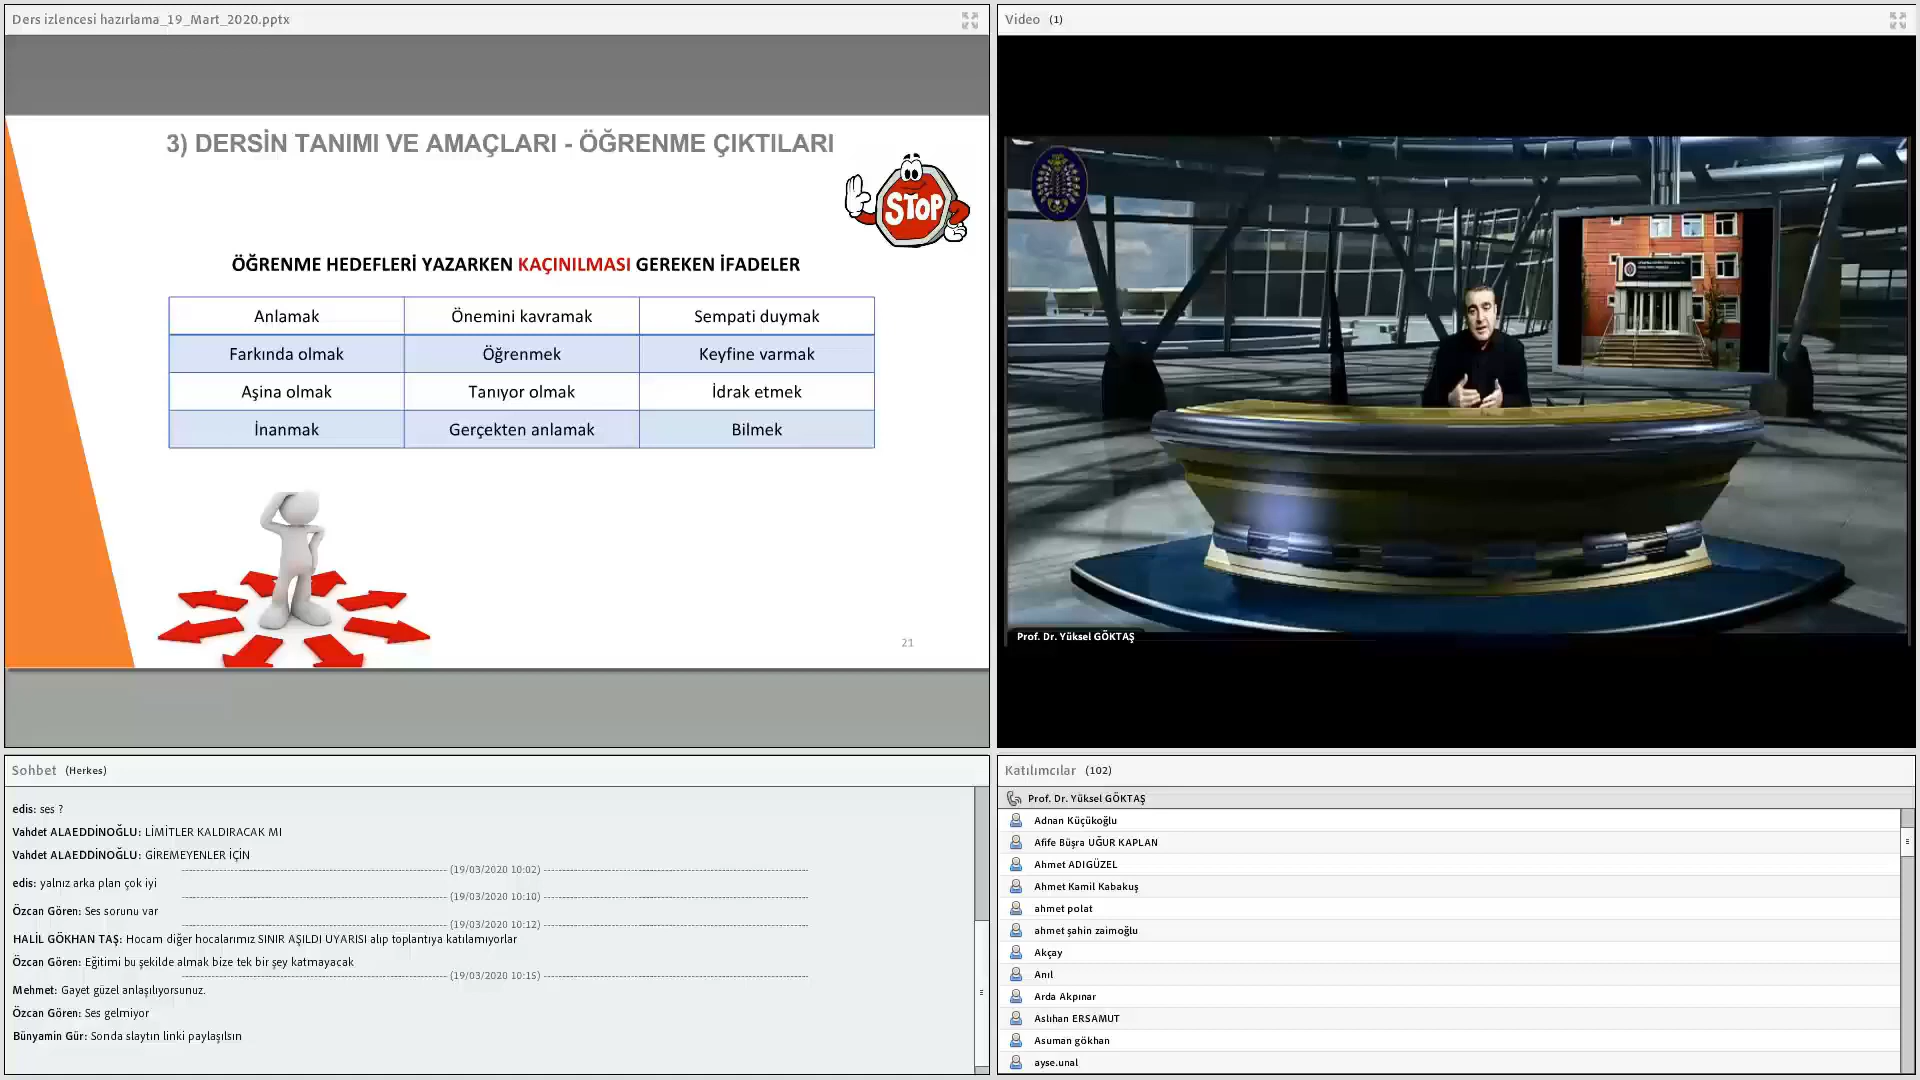 Ders izlencesi hazırlama_19_Mart_2020.pptx
3) DERSİN TANIMI VE AMAÇLARI - ÖĞRENME ÇIKTILARI
STOP
ÖĞRENME HEDEFLERİ YAZARKEN KAÇINILMASI GEREKEN İFADELER
Anlamak Önemini kavramak Sempati duymak
Farkında olmak Öğrenmek Keyfine varmak
Aşina olmak Tanıyor olmak İdrak etmek
İnanmak Gerçekten anlamak Bilmek
21
Video (1)
Prof. Dr. Yüksel GÖKTAŞ
Sohbet (Herkes)
edis: ses ?
Vahdet ALAEDDİNOĞLU: LİMİTLER KALDIRACAK MI
Vahdet ALAEDDİNOĞLU: GİREMEYENLER İÇİN
(19/03/2020 10:02)
edis: yalnız arka plan çok iyi
(19/03/2020 10:10)
Özcan Gören: Ses sorunu var
(19/03/2020 10:12)
HALİL GÖKHAN TAŞ: Hocam diğer hocalarımız SINIR AŞILDI UYARISI alıp toplantıya katılamıyorlar
Özcan Gören: Eğitimi bu şekilde almak bize tek bir şey katmayacak
(19/03/2020 10:15)
Mehmet: Gayet güzel anlaşılıyorsunuz.
Özcan Gören: Ses gelmiyor
Bünyamin Gür: Sonda slaytın linki paylaşılsın
Katılımcılar (102)
Prof. Dr. Yüksel GÖKTAŞ
Adnan Küçükoğlu
Afife Büşra UĞUR KAPLAN
Ahmet ADIGÜZEL
Ahmet Kamil Kabakuş
ahmet polat
ahmet şahin zaimoğlu
Akçay
Anıl
Arda Akpınar
Aslıhan ERSAMUT
Asuman gökhan
ayse.unal